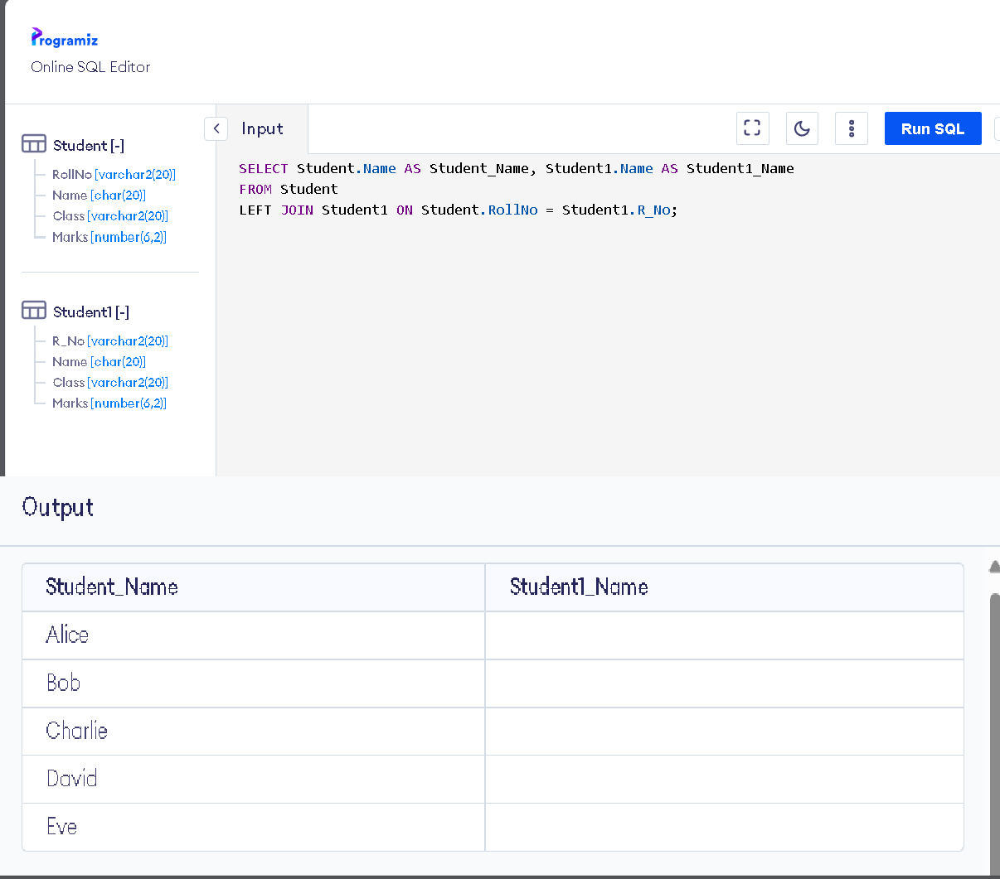 Programiz
Online SQL Editor
Student [-]
RollNo [varchar2(20)]
Name [char(20)]
Class [varchar2(20)]
Marks [number(6,2)]
Student1 [-]
R_No [varchar2(20)]
Name [char(20)]
Class [varchar2(20)]
Marks [number(6,2)]
Input
Run SQL
SELECT Student.Name AS Student_Name, Student1.Name AS Student1_Name
FROM Student
LEFT JOIN Student1 ON Student.RollNo = Student1.R_No;
Output
Student_Name Student1_Name
Alice
Bob
Charlie
David
Eve